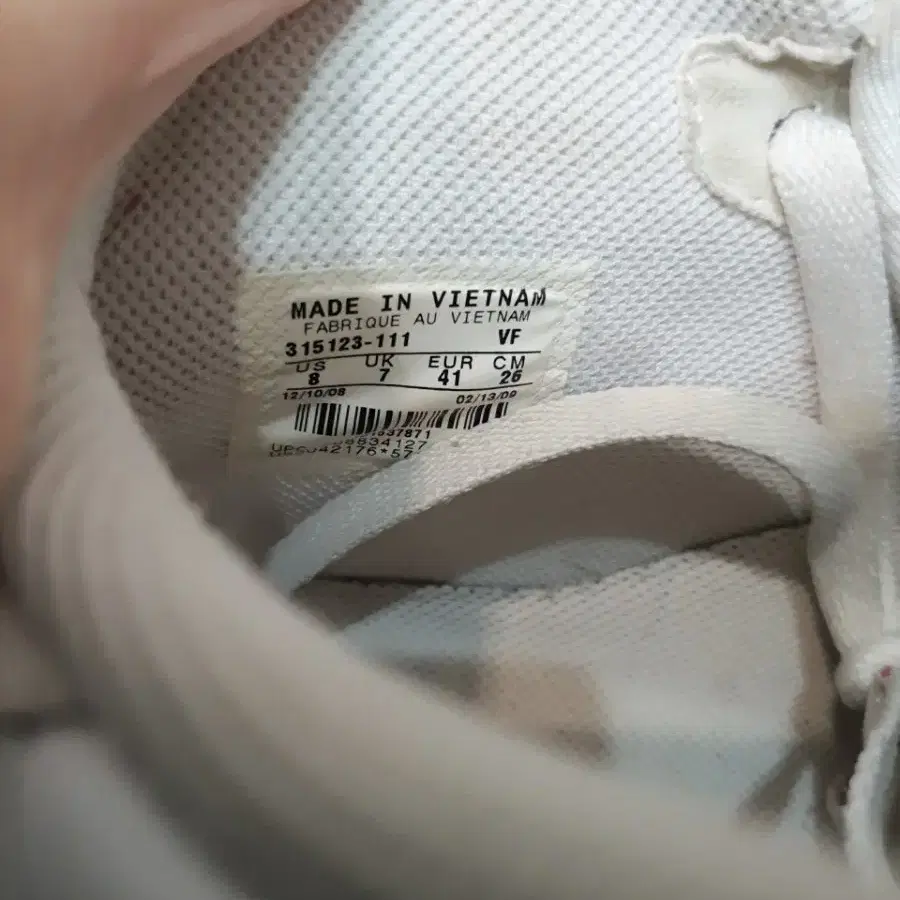 MADE IN VIETNAM
FABRIQUE AU VIETNAM
315123-111 VF
US UK EUR CM
8 7 41 26
12/10/08 02/13/09
37871